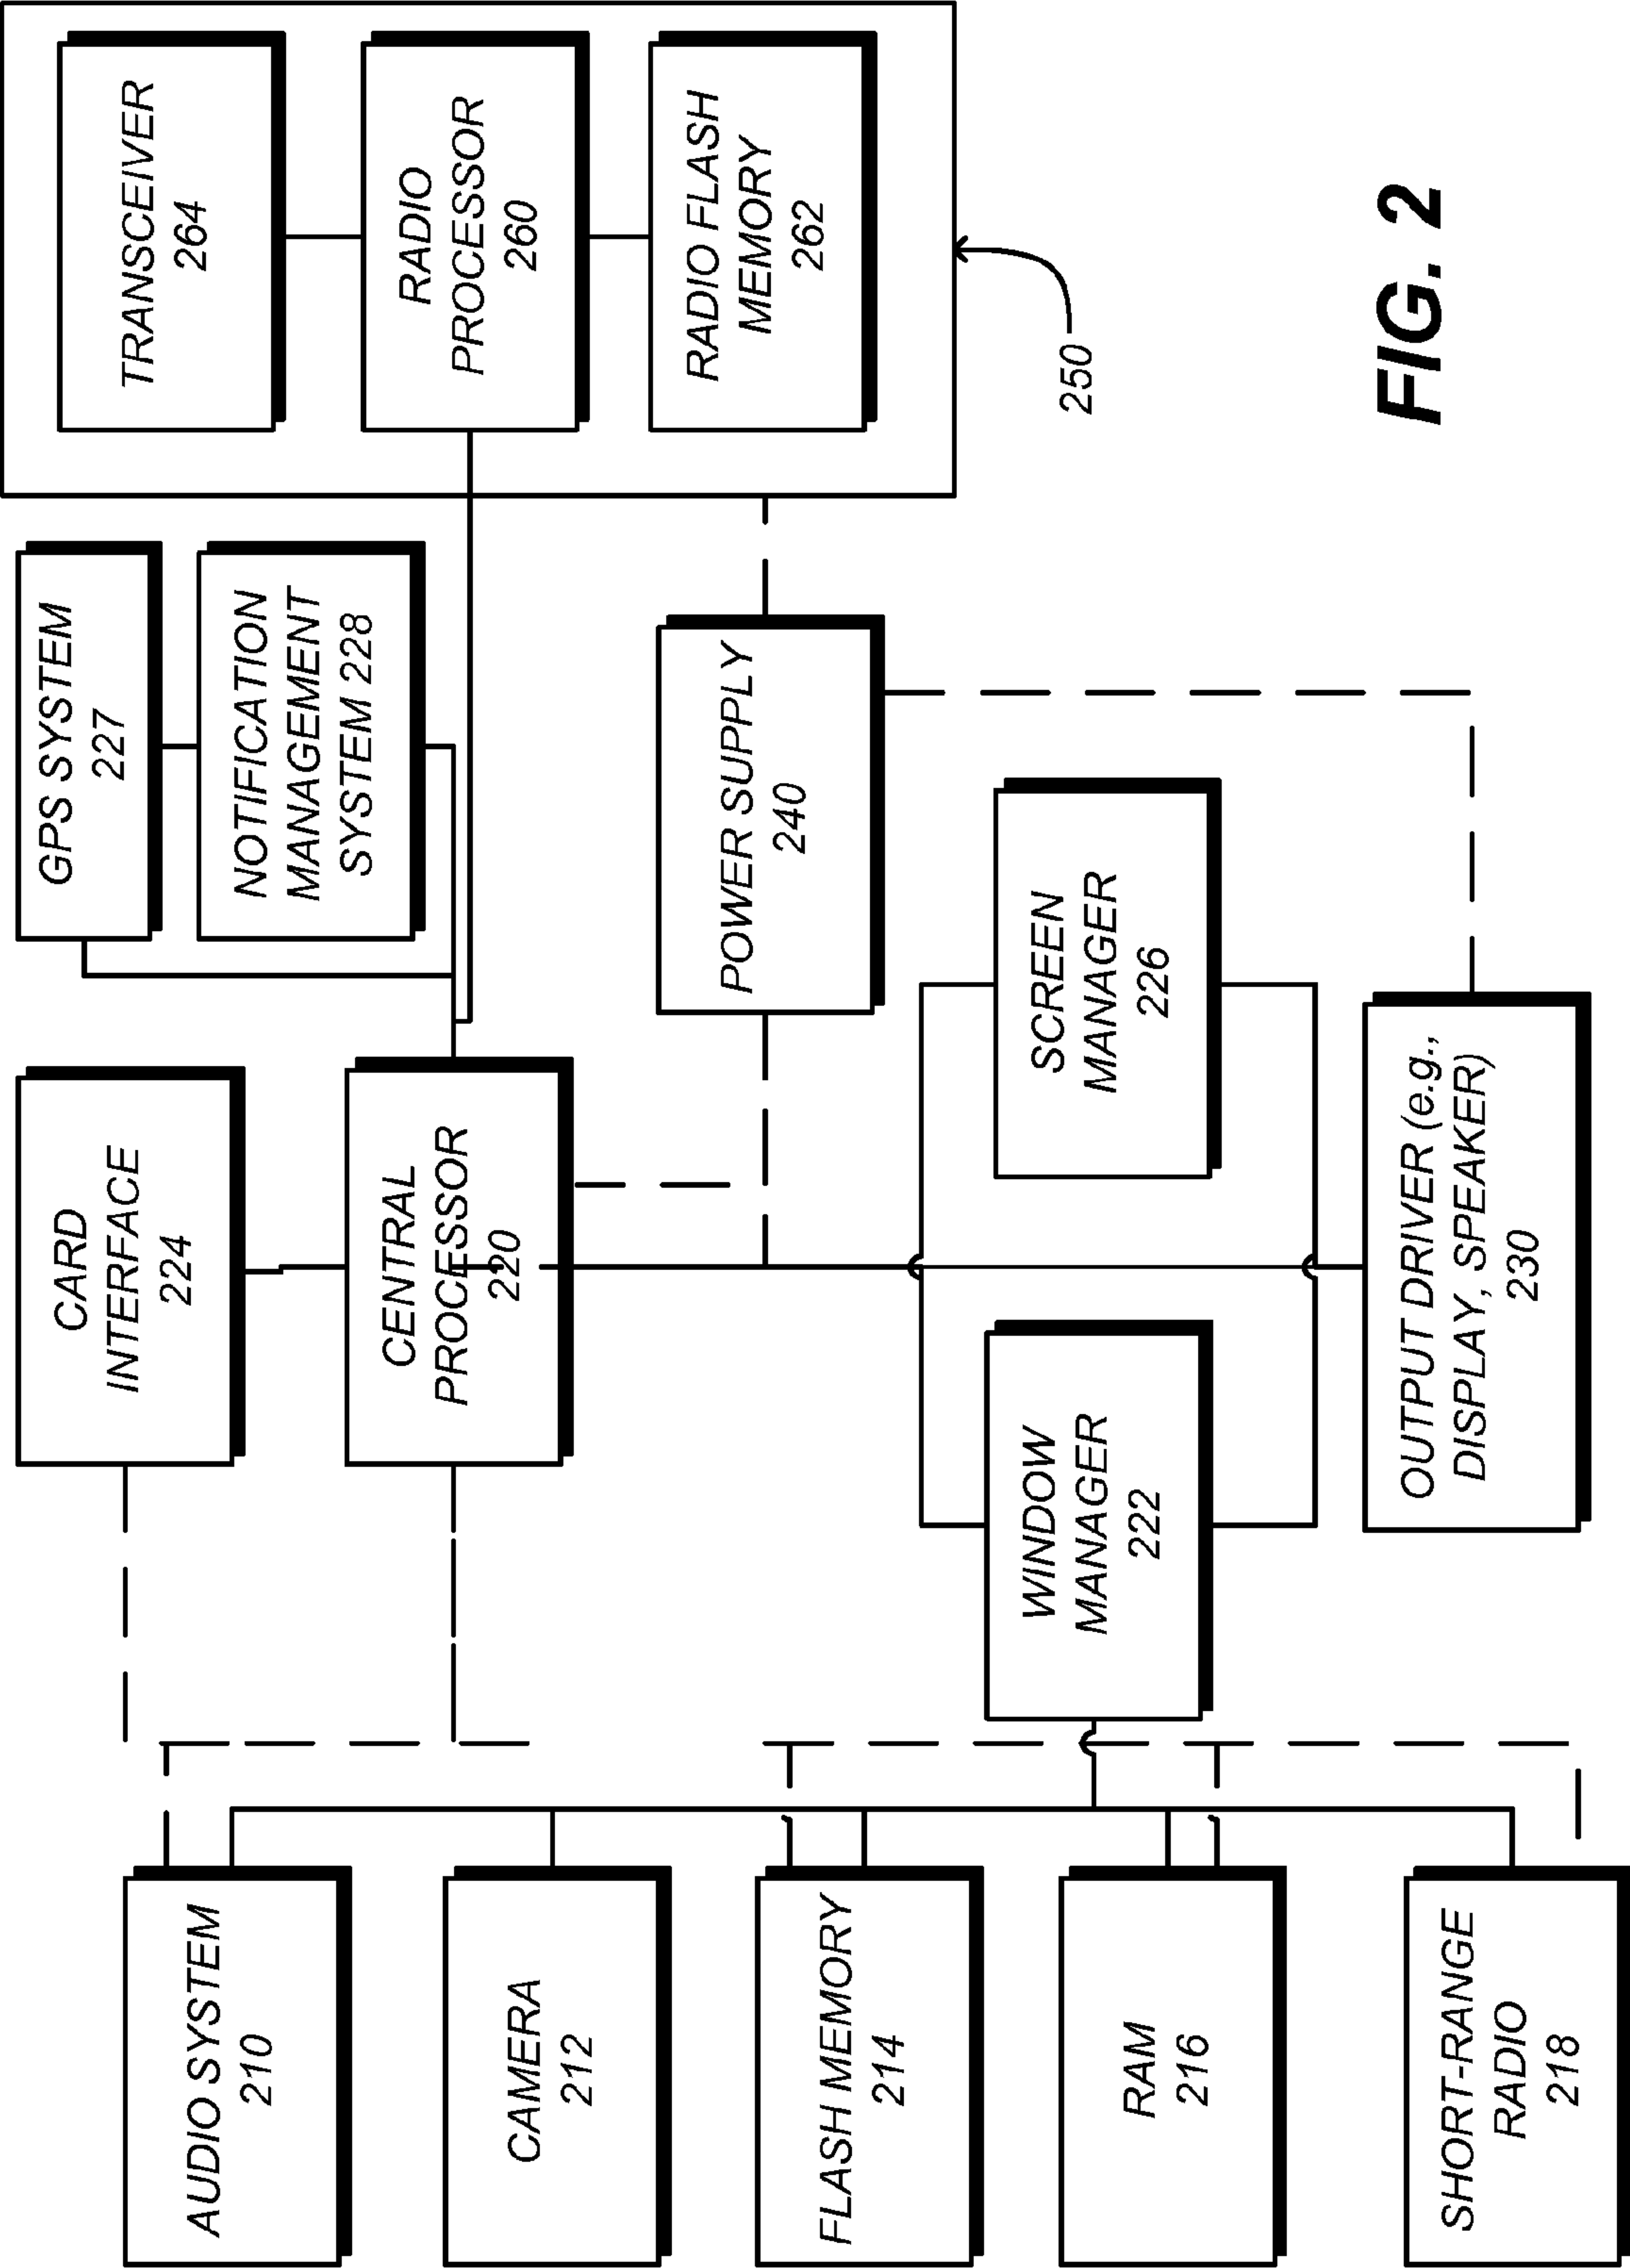 AUDIO SYSTEM
210
CAMERA
212
FLASH MEMORY
214
RAM
216
SHORT-RANGE
RADIO
218
CARD
INTERFACE
224
CENTRAL
PROCESSOR
220
WINDOW
MANAGER
222
SCREEN
MANAGER
226
OUTPUT DRIVER (e.g.,
DISPLAY, SPEAKER)
230
GPS SYSTEM
227
NOTIFICATION
MANAGEMENT
SYSTEM 228
POWER SUPPLY
240
TRANSCEIVER
264
RADIO
PROCESSOR
260
RADIO FLASH
MEMORY
262
250
FIG. 2